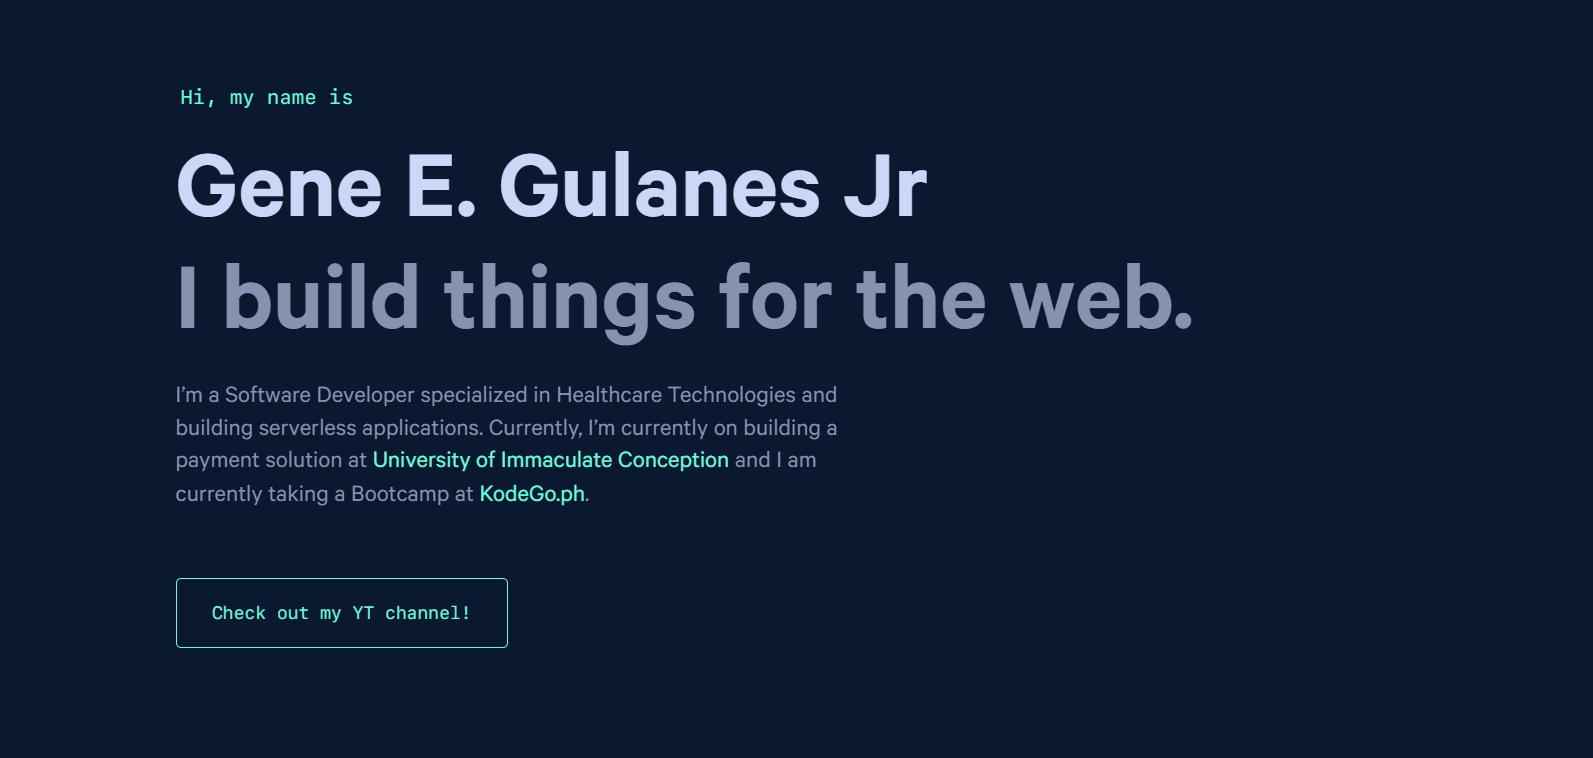 Hi, my name is
Gene E. Gulanes Jr
I build things for the web.
I’m a Software Developer specialized in Healthcare Technologies and
building serverless applications. Currently, I’m currently on building a
payment solution at University of Immaculate Conception and I am
currently taking a Bootcamp at KodeGo.ph.
Check out my YT channel!